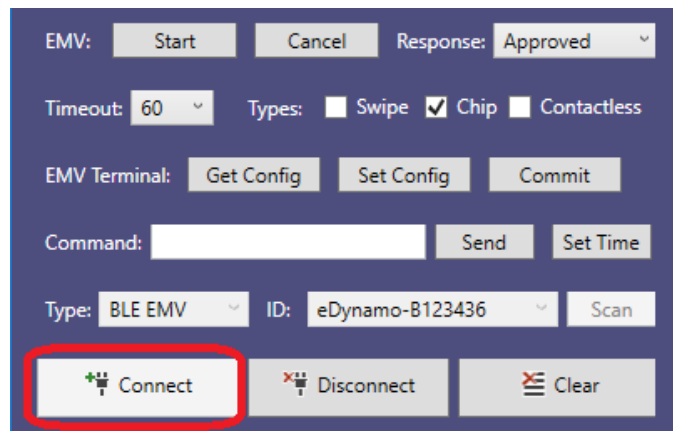 EMV: Start Cancel Response: Approved
Timeout: 60 Types: Swipe Chip Contactless
EMV Terminal: Get Config Set Config Commit
Command: Send Set Time
Type: BLE EMV ID: eDynamo-B123436 Scan
Connect Disconnect Clear